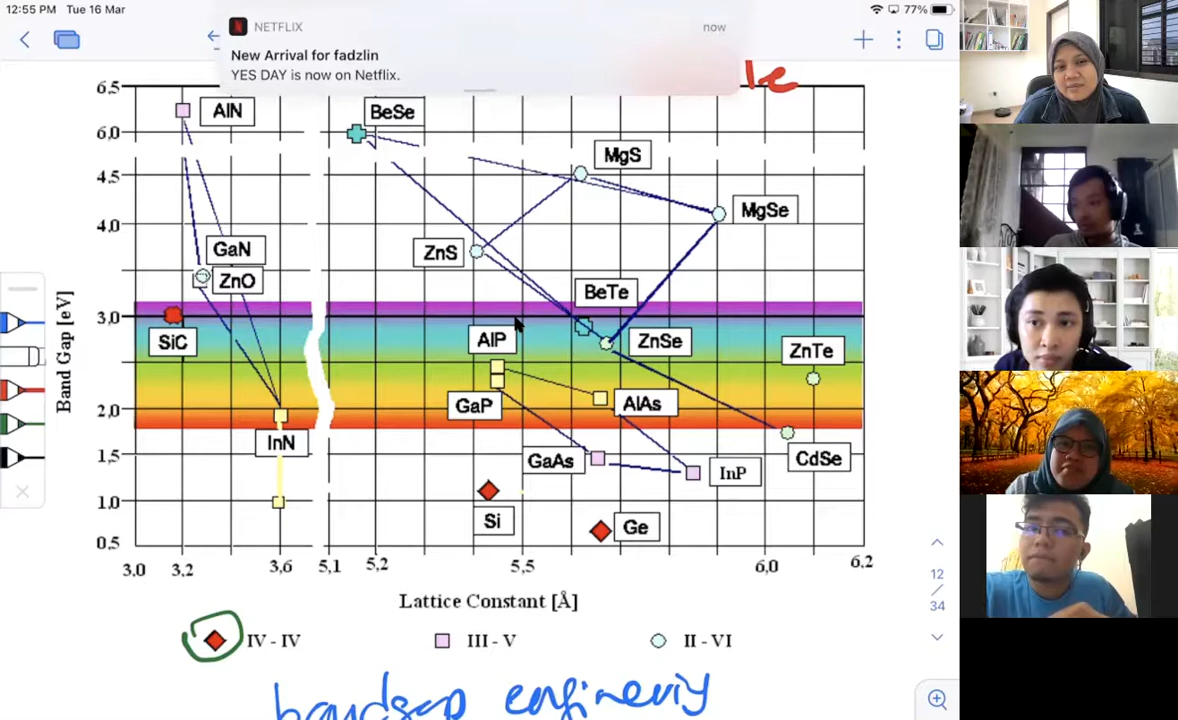 12:55 PM Tue 16 Mar
77%
NETFLIX
now
New Arrival for fadzlin
YES DAY is now on Netflix.
le
6.5
AlN
BeSe
6,0
MgS
4.5
MgSe
4.0
GaN
ZnS
ZnO
BeTe
3,0
SiC
AlP
ZnSe
ZnTe
Band Gap [eV]
GaP
AlAs
2.0
InN
CdSe
GaAs
InP
1.5
1.0
Si
Ge
0.5
3,0
3,2
3,6
5,1
5,2
5,5
6,0
6.2
12
/
34
Lattice Constant [Å]
IV - IV
III - V
II - VI
bandgap engineering